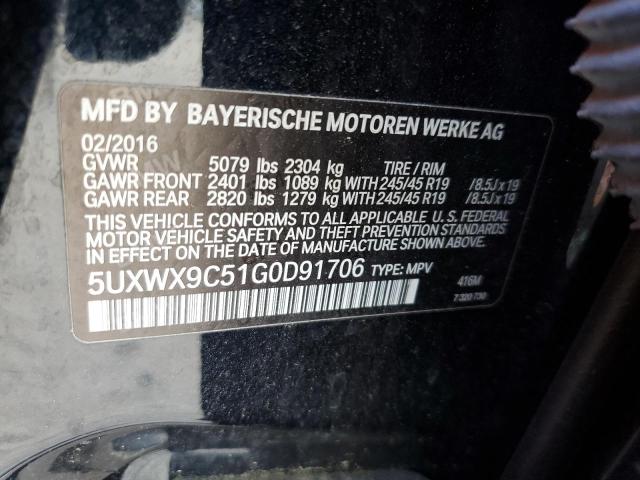 MFD BY BAYERISCHE MOTOREN WERKE AG
02/2016
GVWR 5079 lbs 2304 kg TIRE / RIM
GAWR FRONT 2401 lbs 1089 kg WITH 245/45 R19 /8.5J x 19
GAWR REAR 2820 lbs 1279 kg WITH 245/45 R19 /8.5J x 19
THIS VEHICLE CONFORMS TO ALL APPLICABLE U. S. FEDERAL
MOTOR VEHICLE SAFETY AND THEFT PREVENTION STANDARDS
IN EFFECT ON THE DATE OF MANUFACTURE SHOWN ABOVE.
5UXWX9C51G0D91706 TYPE: MPV
416M
7 320 730